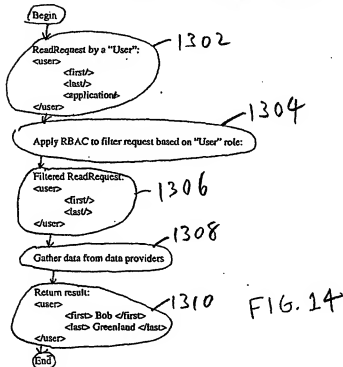 Begin
1302
ReadRequest by a "User":
<user>
<first/>
<last/>
<application/>
</user>
1304
Apply RBAC to filter request based on "User" role:
Filtered ReadRequest:
<user>
<first/>
<last/>
</user>
1306
1308
Gather data from data providers
Return result:
<user>
<first> Bob </first>
<last> Greenland </last>
</user>
1310
FIG. 14
End